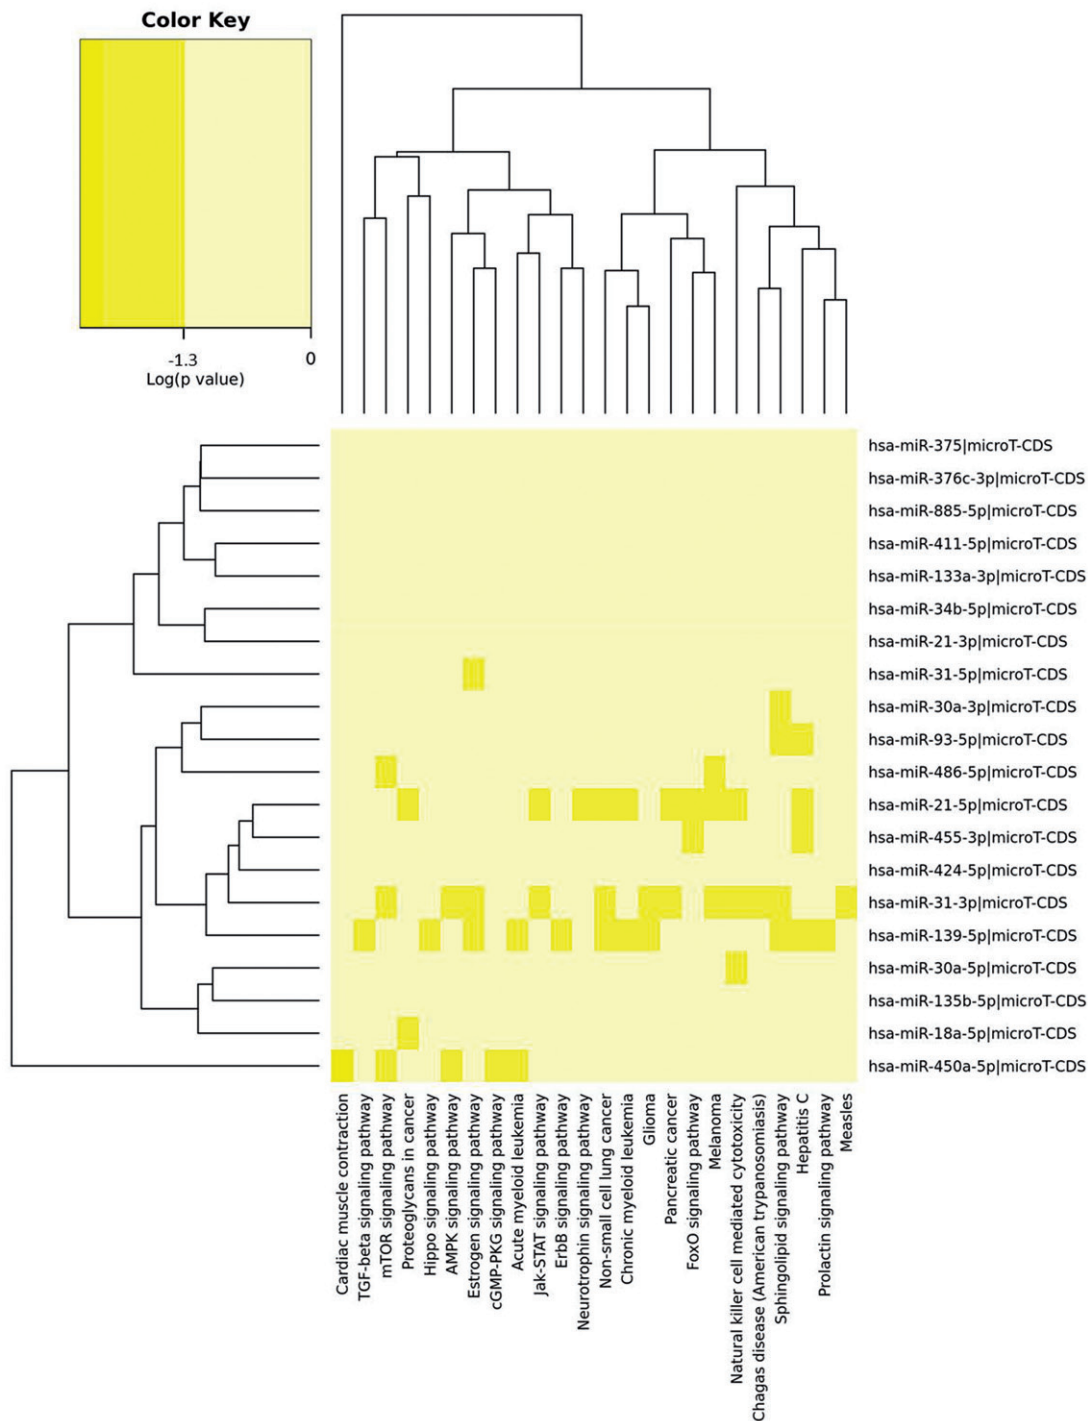 Color Key
-1.3
0
Log(p value)
hsa-miR-375|microT-CDS
hsa-miR-376c-3p|microT-CDS
hsa-miR-885-5p|microT-CDS
hsa-miR-411-5p|microT-CDS
hsa-miR-133a-3p|microT-CDS
hsa-miR-34b-5p|microT-CDS
hsa-miR-21-3p|microT-CDS
hsa-miR-31-5p|microT-CDS
hsa-miR-30a-3p|microT-CDS
hsa-miR-93-5p|microT-CDS
hsa-miR-486-5p|microT-CDS
hsa-miR-21-5p|microT-CDS
hsa-miR-455-3p|microT-CDS
hsa-miR-424-5p|microT-CDS
hsa-miR-31-3p|microT-CDS
hsa-miR-139-5p|microT-CDS
hsa-miR-30a-5p|microT-CDS
hsa-miR-135b-5p|microT-CDS
hsa-miR-18a-5p|microT-CDS
hsa-miR-450a-5p|microT-CDS
Cardiac muscle contraction
TGF-beta signaling pathway
mTOR signaling pathway
Proteoglycans in cancer
Hippo signaling pathway
AMPK signaling pathway
Estrogen signaling pathway
cGMP-PKG signaling pathway
Acute myeloid leukemia
Jak-STAT signaling pathway
ErbB signaling pathway
Neurotrophin signaling pathway
Non-small cell lung cancer
Chronic myeloid leukemia
Glioma
Pancreatic cancer
FoxO signaling pathway
Melanoma
Natural killer cell mediated cytotoxicity
Chagas disease (American trypanosomiasis)
Sphingolipid signaling pathway
Hepatitis C
Prolactin signaling pathway
Measles